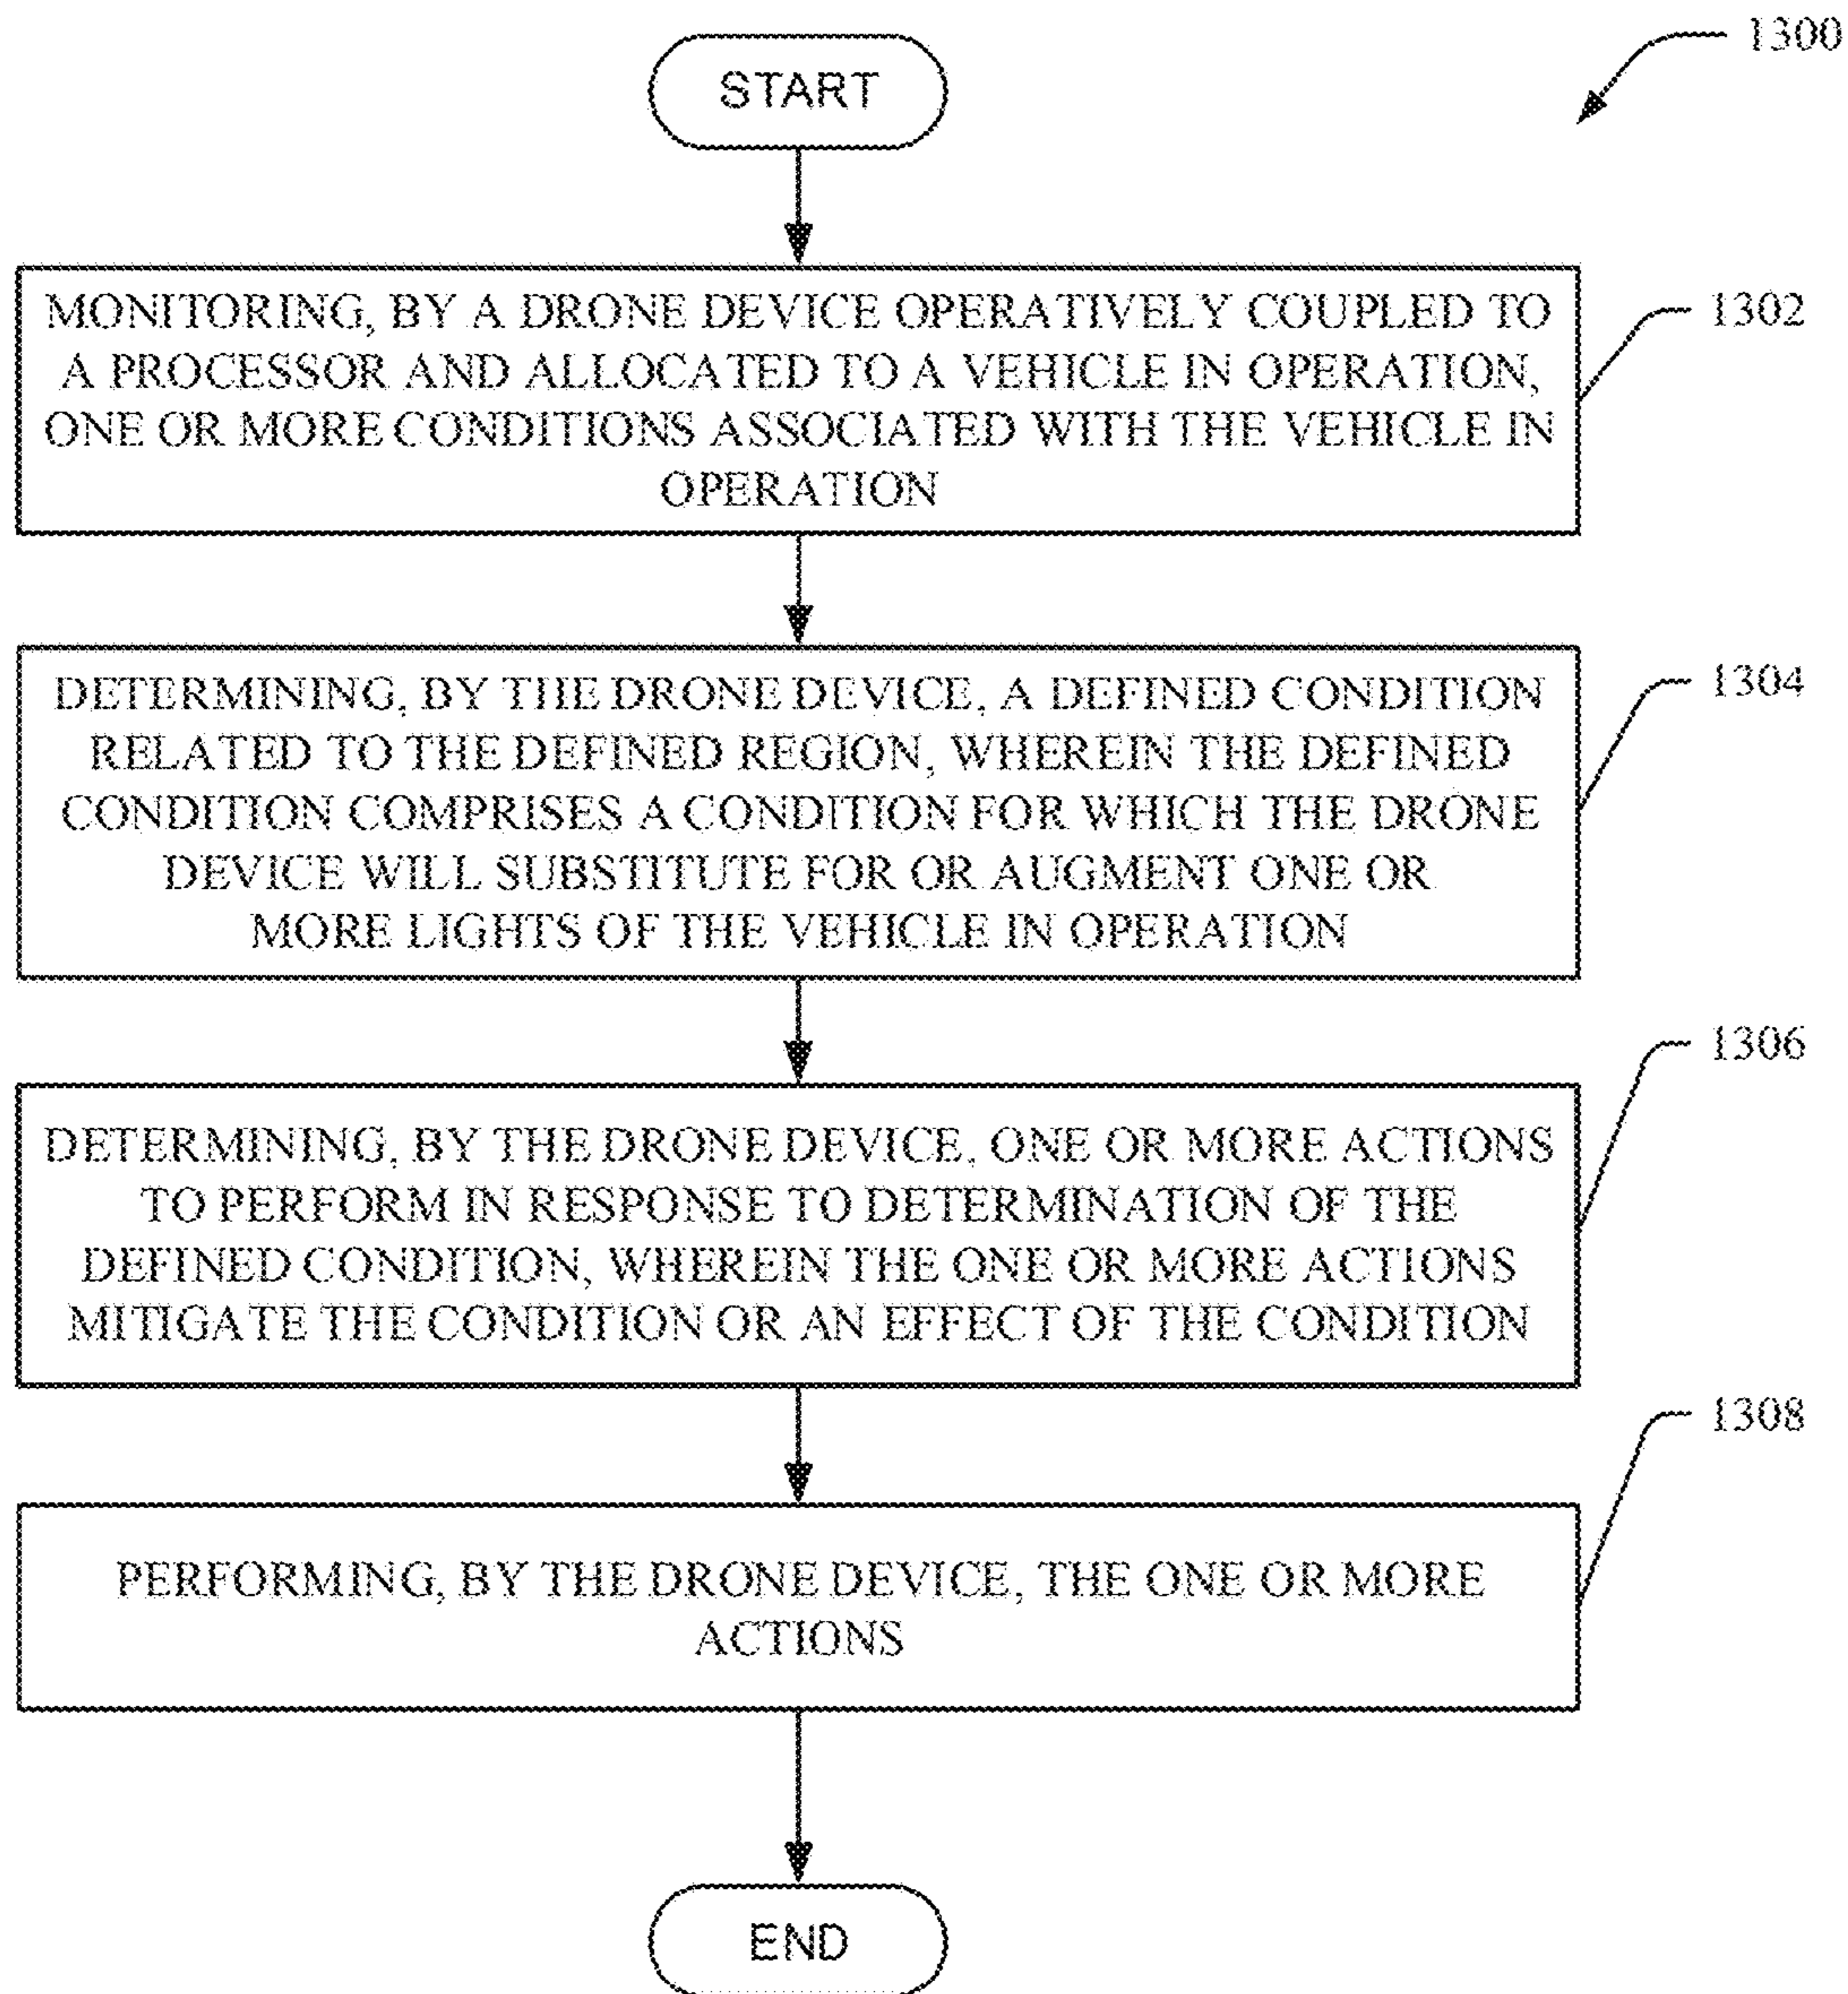 1300
START
MONITORING, BY A DRONE DEVICE OPERATIVELY COUPLED TO
A PROCESSOR AND ALLOCATED TO A VEHICLE IN OPERATION,
ONE OR MORE CONDITIONS ASSOCIATED WITH THE VEHICLE IN
OPERATION
1302
DETERMINING, BY THE DRONE DEVICE, A DEFINED CONDITION
RELATED TO THE DEFINED REGION, WHEREIN THE DEFINED
CONDITION COMPRISES A CONDITION FOR WHICH THE DRONE
DEVICE WILL SUBSTITUTE FOR OR AUGMENT ONE OR
MORE LIGHTS OF THE VEHICLE IN OPERATION
1304
DETERMINING, BY THE DRONE DEVICE, ONE OR MORE ACTIONS
TO PERFORM IN RESPONSE TO DETERMINATION OF THE
DEFINED CONDITION, WHEREIN THE ONE OR MORE ACTIONS
MITIGATE THE CONDITION OR AN EFFECT OF THE CONDITION
1306
PERFORMING, BY THE DRONE DEVICE, THE ONE OR MORE
ACTIONS
1308
END